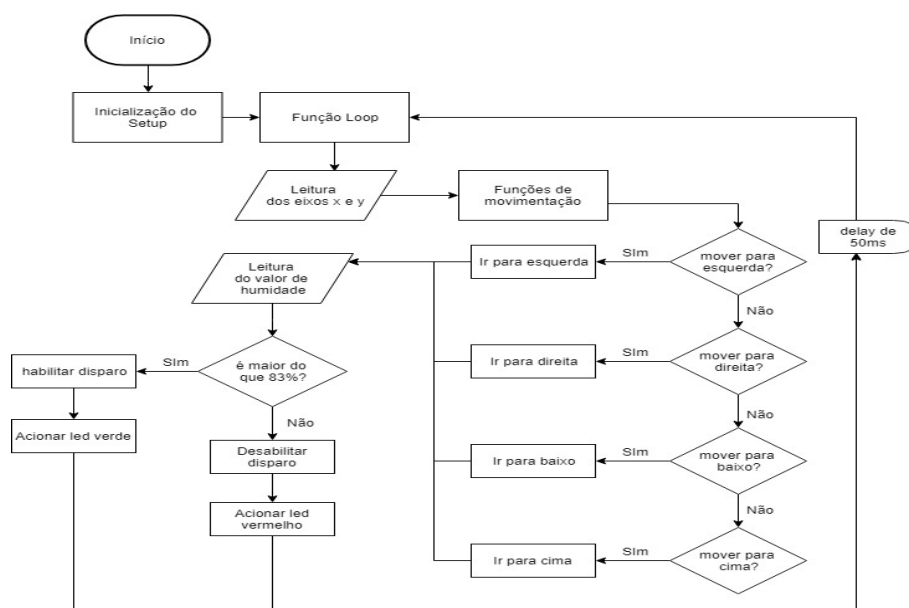 Início
Inicialização do
Setup
Função Loop
Leitura
dos eixos x e y
Funções de
movimentação
delay de
50ms
mover para
esquerda?
SIm
Ir para esquerda
Não
mover para
direita?
SIm
Ir para direita
Não
mover para
baixo?
SIm
Ir para baixo
Não
mover para
cima?
SIm
Ir para cima
Leitura
do valor de
humidade
é maior do
que 83%?
SIm
habilitar disparo
Acionar led verde
Não
Desabilitar
disparo
Acionar led
vermelho